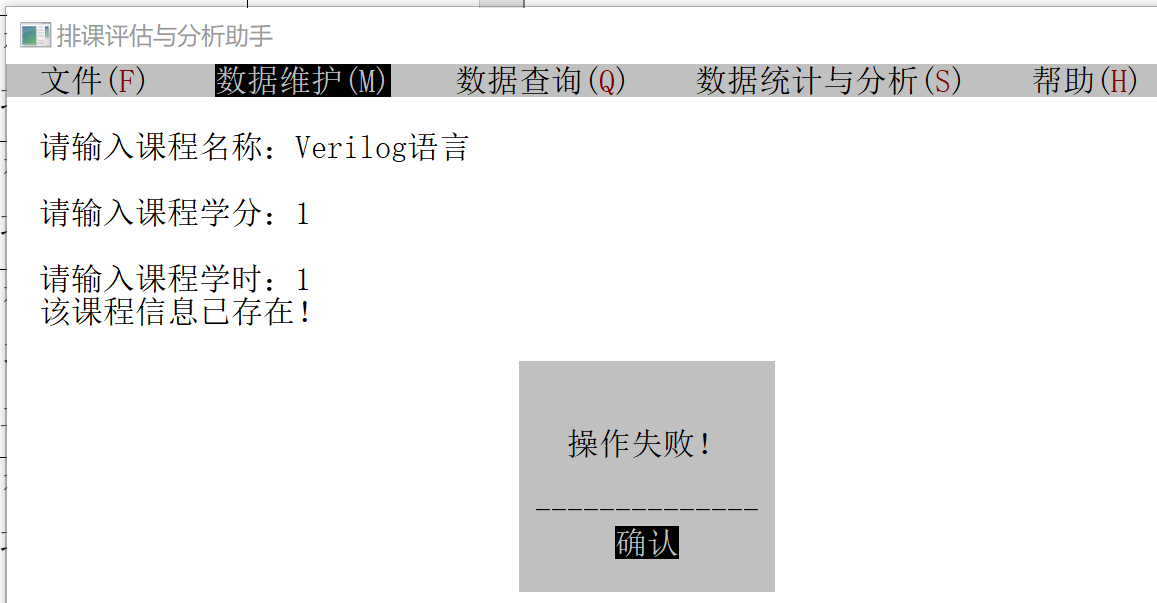 排课评估与分析助手
文件(F) 数据维护(M) 数据查询(Q) 数据统计与分析(S) 帮助(H)
请输入课程名称：Verilog语言
请输入课程学分：1
请输入课程学时：1
该课程信息已存在！
操作失败！
--------------
确认